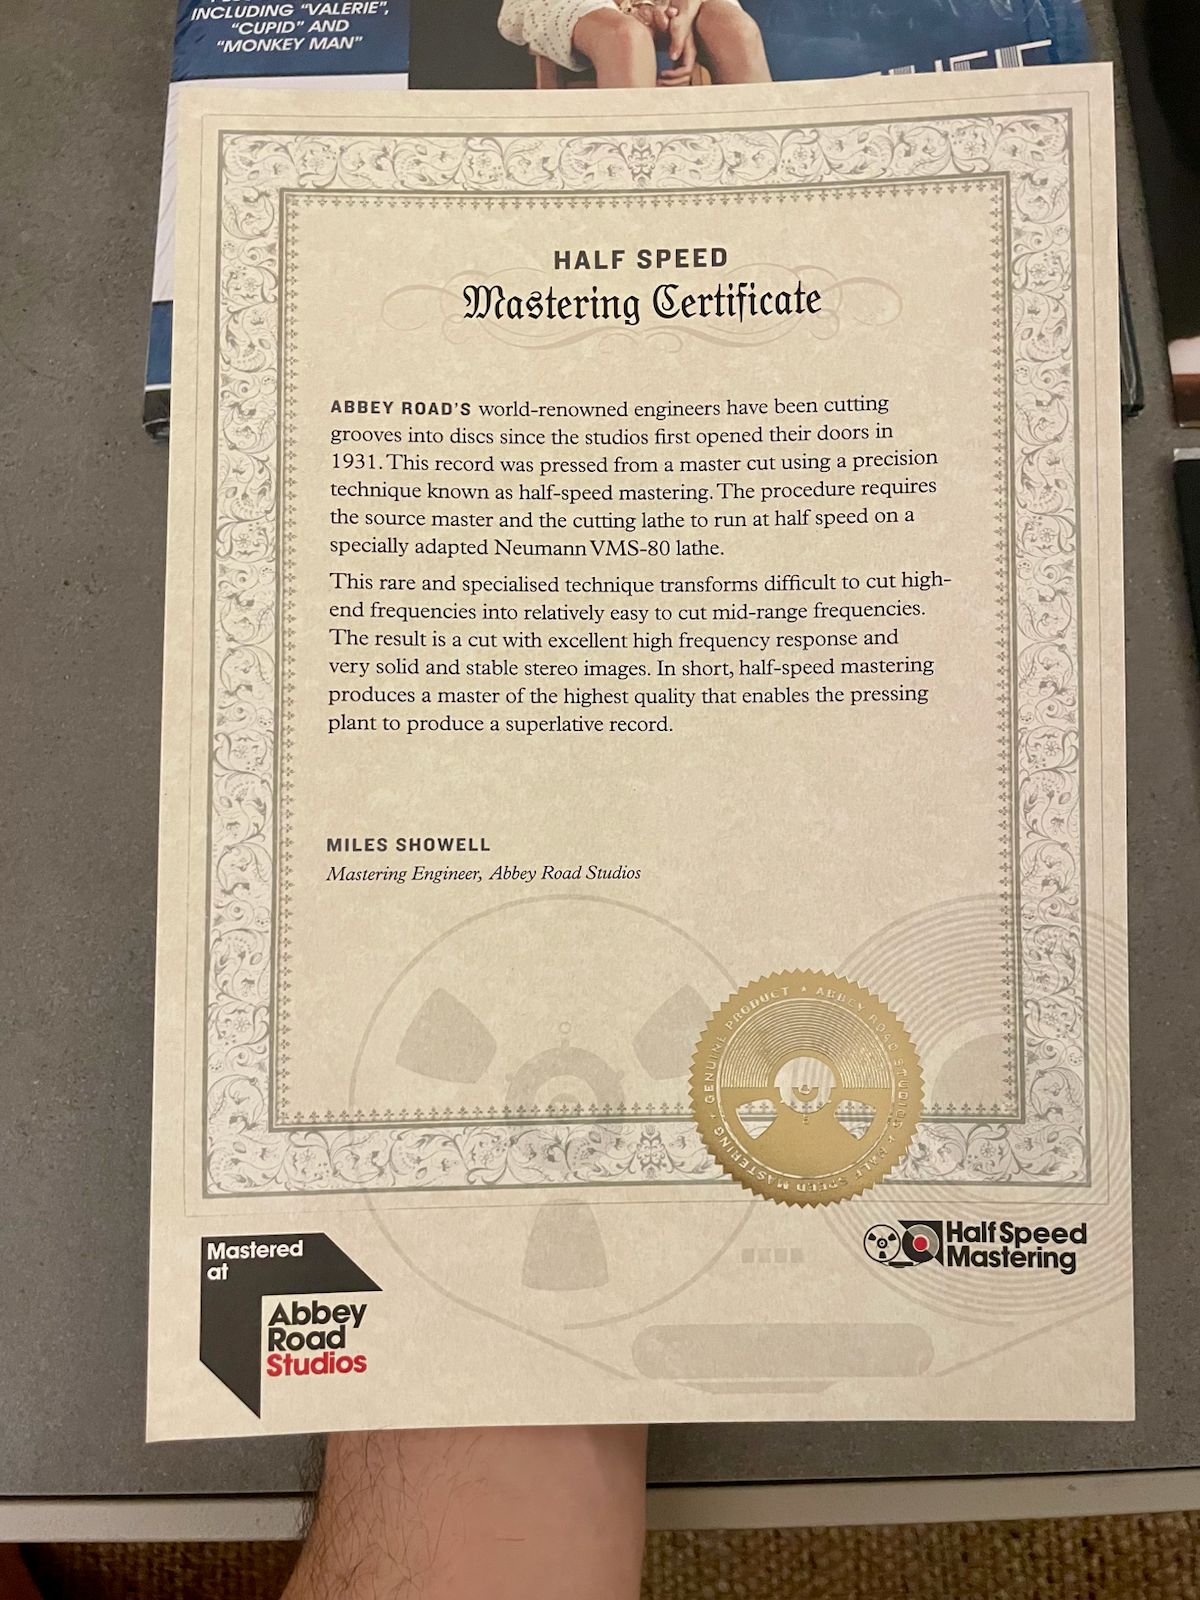 INCLUDING "VALERIE",
"CUPID" AND
"MONKEY MAN"
HALF SPEED
Mastering Certificate
ABBEY ROAD'S world-renowned engineers have been cutting
grooves into discs since the studios first opened their doors in
1931. This record was pressed from a master cut using a precision
technique known as half-speed mastering. The procedure requires
the source master and the cutting lathe to run at half speed on a
specially adapted Neumann VMS-80 lathe.
This rare and specialised technique transforms difficult to cut high-
end frequencies into relatively easy to cut mid-range frequencies.
The result is a cut with excellent high frequency response and
very solid and stable stereo images. In short, half-speed mastering
produces a master of the highest quality that enables the pressing
plant to produce a superlative record.
MILES SHOWELL
Mastering Engineer, Abbey Road Studios
GENUINE PRODUCT ★ ABBEY ROAD STUDIOS ★ HALF SPEED MASTERING ★
Mastered
at
Abbey
Road
Studios
Half Speed
Mastering